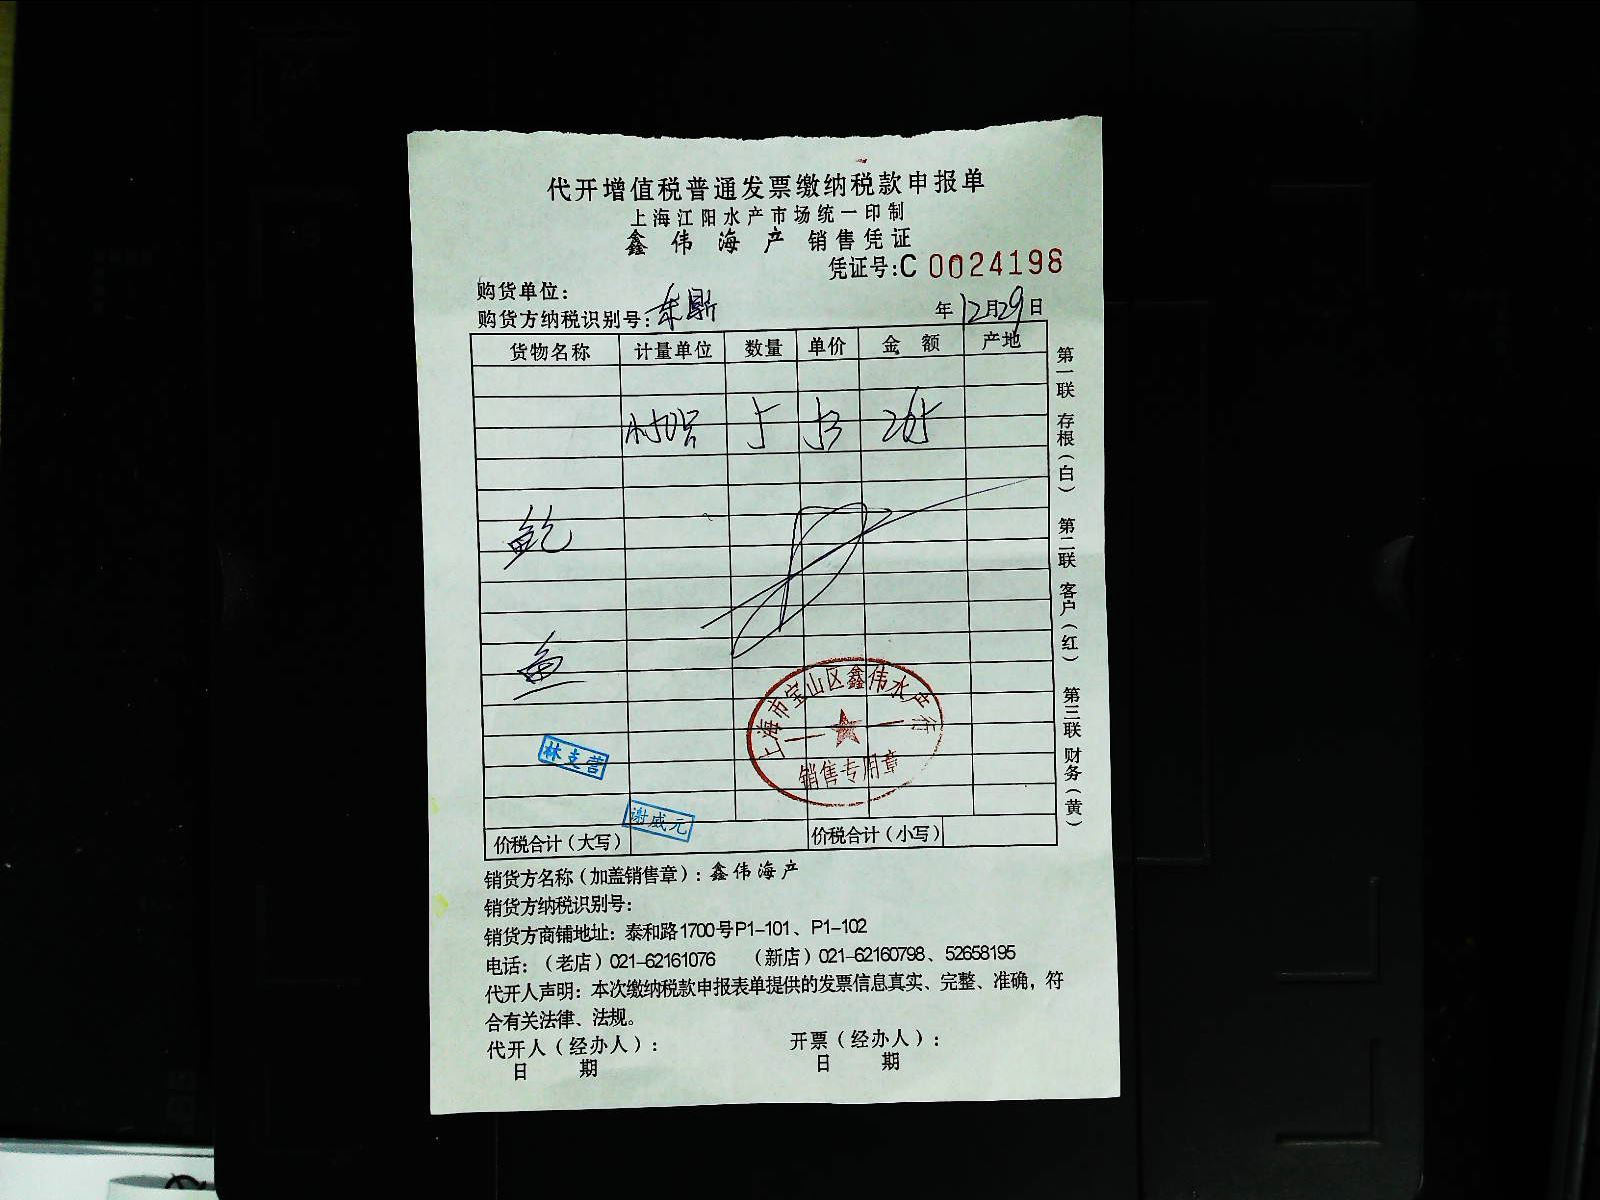 代开增值税普通发票缴纳税款申报单
上海江阳水产市场统一印制
鑫伟海产 销售凭证
凭证号:C 0024198
购货单位:
购货方纳税识别号: 东鼎 年12月29日
货物名称 计量单位 数量 单价 金额 产地
5 53 265
鲍
鱼
上海市宝山区鑫伟水产行
销售专用章
林支营
谢成元
价税合计(大写) 价税合计(小写)
第一联 存根(白) 第二联 客户(红) 第三联 财务(黄)
销货方名称(加盖销售章): 鑫伟海产
销货方纳税识别号:
销货方商铺地址: 泰和路1700号P1-101、P1-102
电话:(老店)021-62161076 (新店)021-62160798、52658195
代开人声明: 本次缴纳税款申报表单提供的发票信息真实、完整、准确,符
合有关法律、法规。
代开人(经办人): 开票(经办人):
日 期 日 期